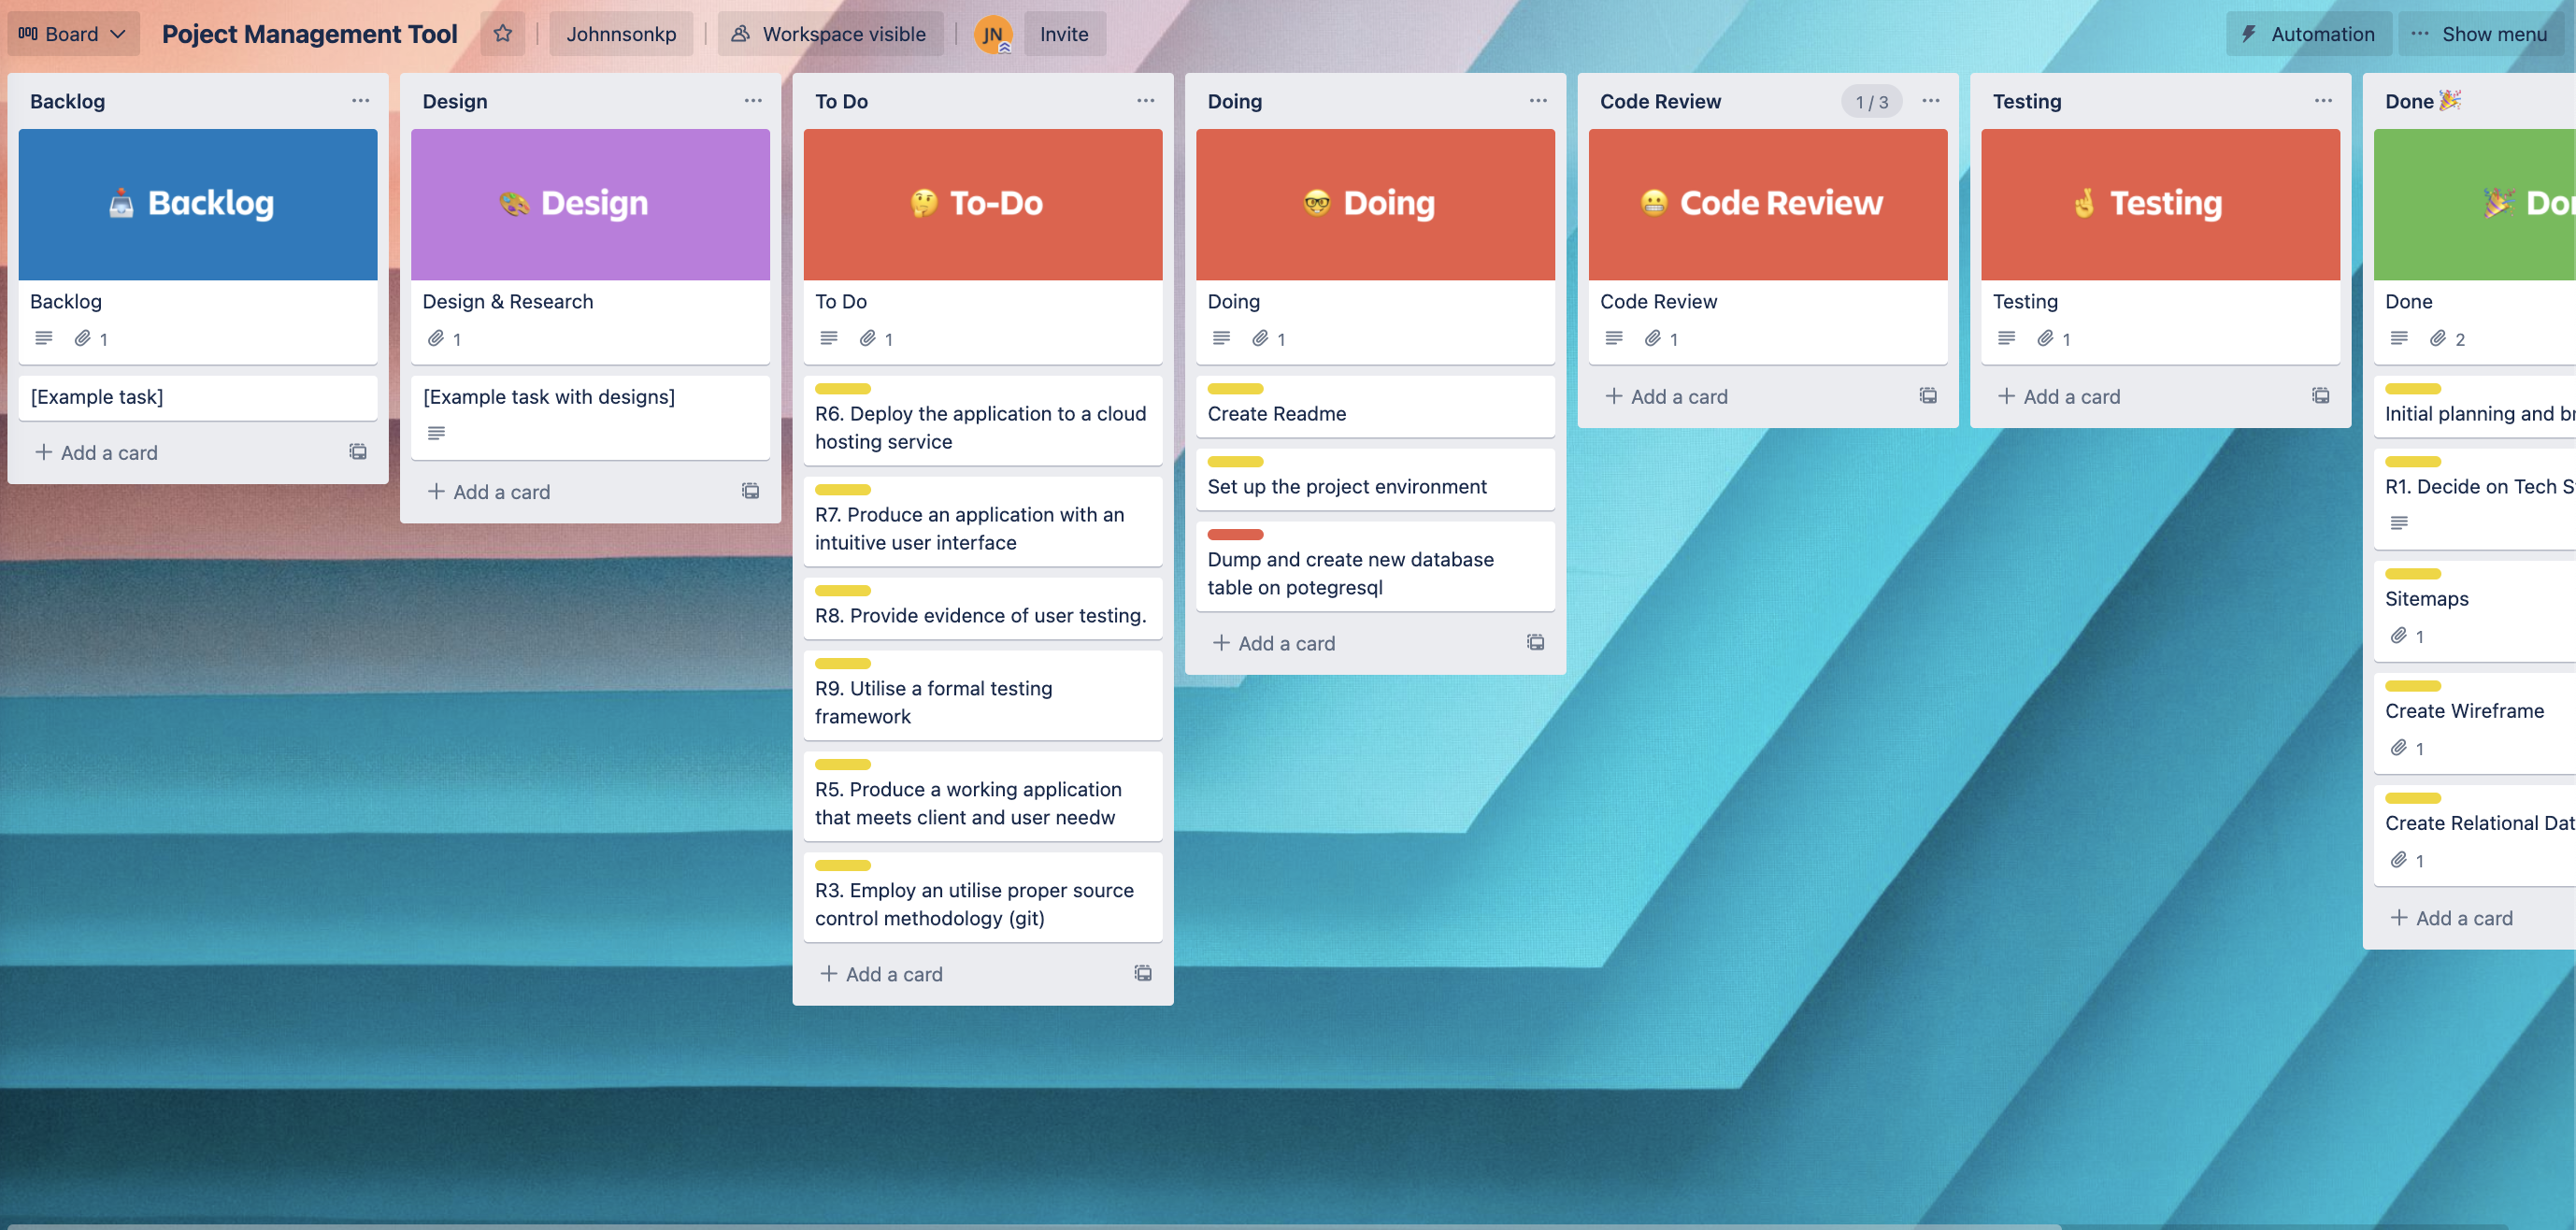 Board
Poject Management Tool
Johnnsonkp
Workspace visible
JN
Invite
Automation
Show menu
Backlog
Backlog
Backlog
1
[Example task]
Add a card
Design
Design
Design & Research
1
[Example task with designs]
Add a card
To Do
To-Do
To Do
1
R6. Deploy the application to a cloud
hosting service
R7. Produce an application with an
intuitive user interface
R8. Provide evidence of user testing.
R9. Utilise a formal testing
framework
R5. Produce a working application
that meets client and user needw
R3. Employ an utilise proper source
control methodology (git)
Add a card
Doing
Doing
Doing
1
Create Readme
Set up the project environment
Dump and create new database
table on potegresql
Add a card
Code Review
1 / 3
Code Review
Code Review
1
Add a card
Testing
Testing
Testing
1
Add a card
Done
Done
2
Initial planning and
R1. Decide on Tech
Sitemaps
1
Create Wireframe
1
Create Relational
1
Add a card